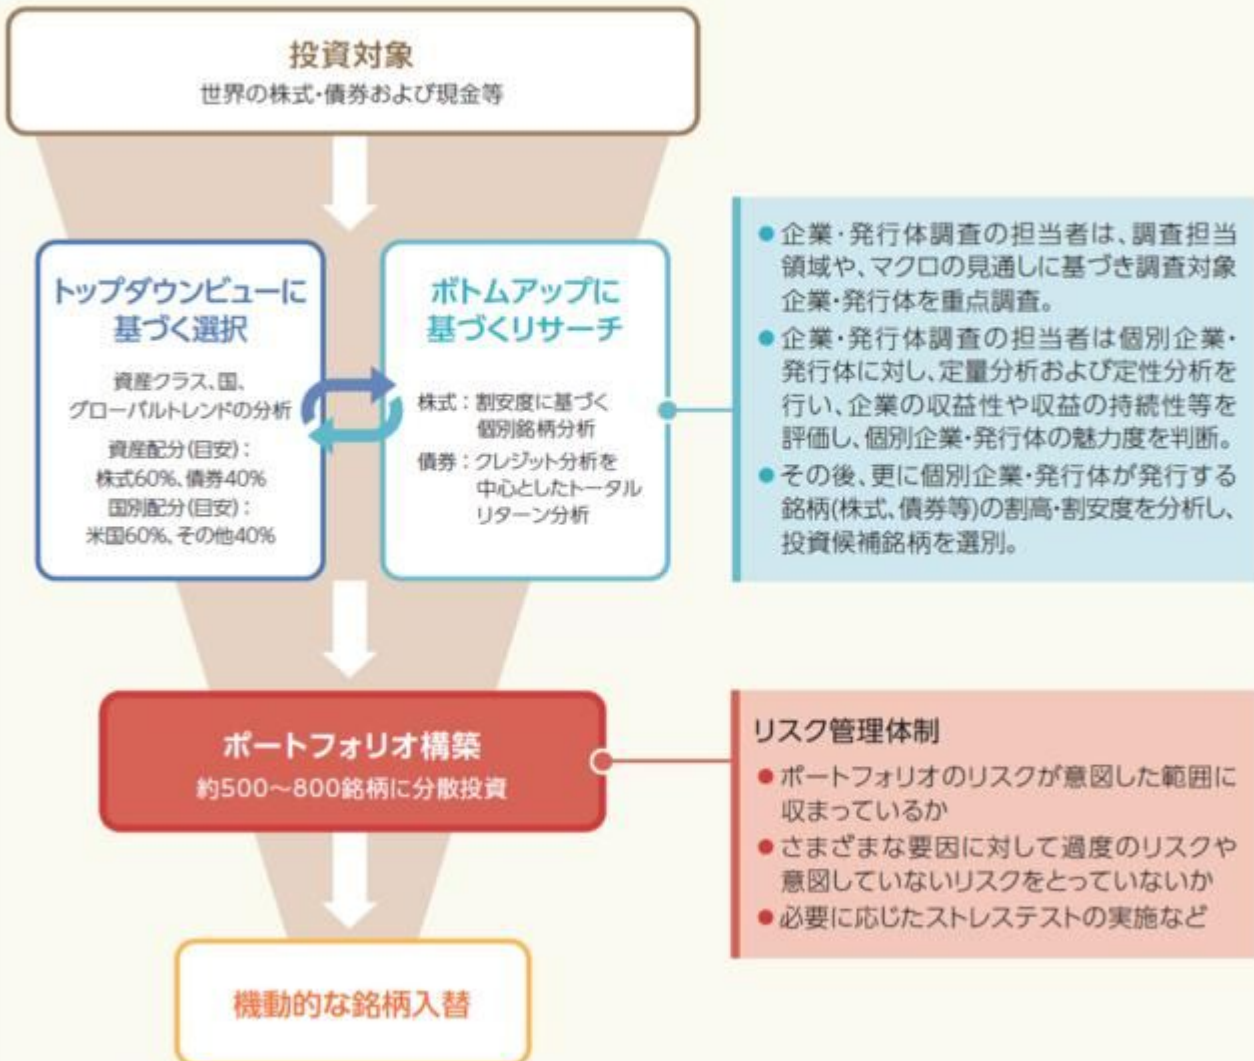 投資対象
世界の株式・債券および現金等
トップダウンビューに
基づく選択
資産クラス、国、
グローバルトレンドの分析
資産配分(目安)：
株式60%、債券40%
国別配分(目安)：
米国60%、その他40%
ボトムアップに
基づくリサーチ
株式：割安度に基づく
個別銘柄分析
債券：クレジット分析を
中心としたトータル
リターン分析
●企業・発行体調査の担当者は、調査担当
領域や、マクロの見通しに基づき調査対象
企業・発行体を重点調査。
●企業・発行体調査の担当者は個別企業・
発行体に対し、定量分析および定性分析を
行い、企業の収益性や収益の持続性等を
評価し、個別企業・発行体の魅力度を判断。
●その後、更に個別企業・発行体が発行する
銘柄(株式、債券等)の割高・割安度を分析し、
投資候補銘柄を選別。
ポートフォリオ構築
約500～800銘柄に分散投資
リスク管理体制
●ポートフォリオのリスクが意図した範囲に
収まっているか
●さまざまな要因に対して過度のリスクや
意図していないリスクをとっていないか
●必要に応じたストレステストの実施など
機動的な銘柄入替